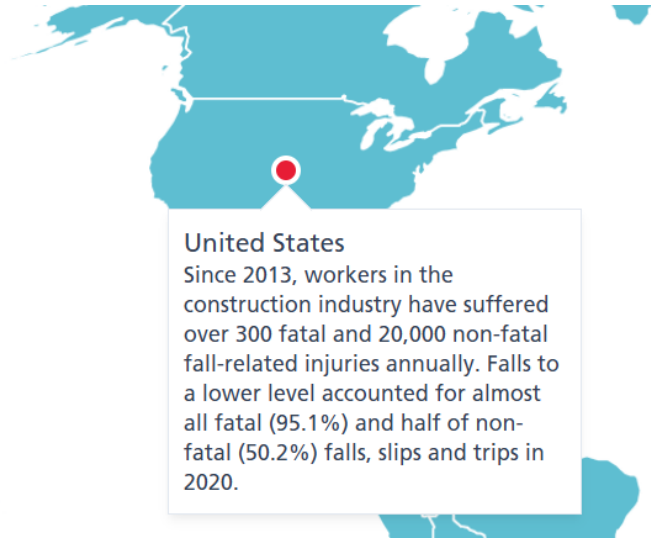 United States
Since 2013, workers in the
construction industry have suffered
over 300 fatal and 20,000 non-fatal
fall-related injuries annually. Falls to
a lower level accounted for almost
all fatal (95.1%) and half of non-
fatal (50.2%) falls, slips and trips in
2020.